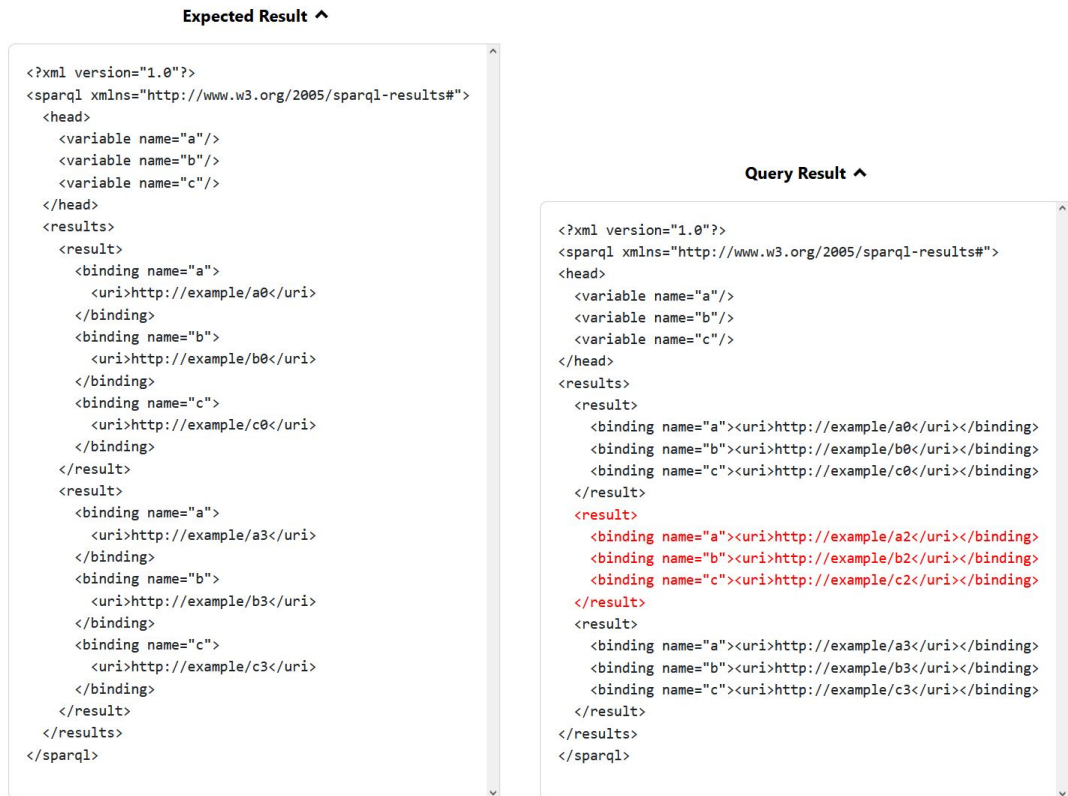 Expected Result
<?xml version="1.0"?>
<sparql xmlns="http://www.w3.org/2005/sparql-results#">
  <head>
    <variable name="a"/>
    <variable name="b"/>
    <variable name="c"/>
  </head>
  <results>
    <result>
      <binding name="a">
        <uri>http://example/a0</uri>
      </binding>
      <binding name="b">
        <uri>http://example/b0</uri>
      </binding>
      <binding name="c">
        <uri>http://example/c0</uri>
      </binding>
    </result>
    <result>
      <binding name="a">
        <uri>http://example/a3</uri>
      </binding>
      <binding name="b">
        <uri>http://example/b3</uri>
      </binding>
      <binding name="c">
        <uri>http://example/c3</uri>
      </binding>
    </result>
  </results>
</sparql>
Query Result
<?xml version="1.0"?>
<sparql xmlns="http://www.w3.org/2005/sparql-results#">
<head>
  <variable name="a"/>
  <variable name="b"/>
  <variable name="c"/>
</head>
<results>
  <result>
    <binding name="a"><uri>http://example/a0</uri></binding>
    <binding name="b"><uri>http://example/b0</uri></binding>
    <binding name="c"><uri>http://example/c0</uri></binding>
  </result>
  <result>
    <binding name="a"><uri>http://example/a2</uri></binding>
    <binding name="b"><uri>http://example/b2</uri></binding>
    <binding name="c"><uri>http://example/c2</uri></binding>
  </result>
  <result>
    <binding name="a"><uri>http://example/a3</uri></binding>
    <binding name="b"><uri>http://example/b3</uri></binding>
    <binding name="c"><uri>http://example/c3</uri></binding>
  </result>
</results>
</sparql>